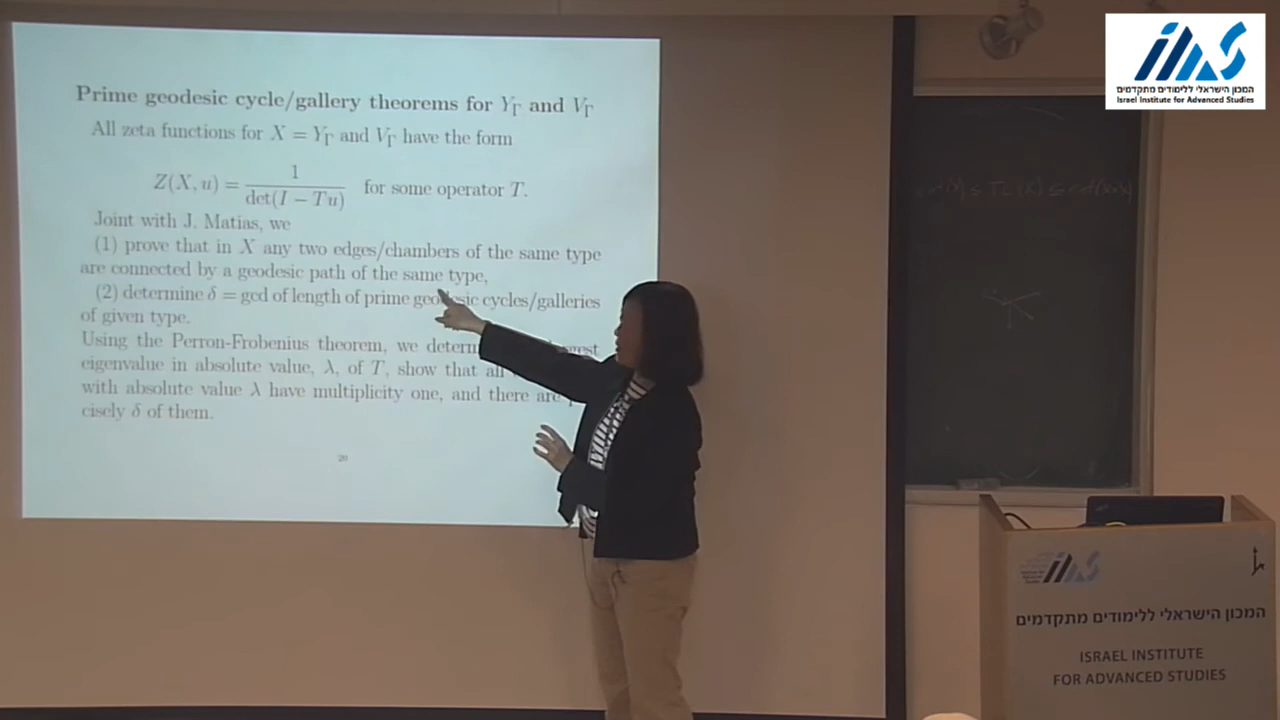 Prime geodesic cycle/gallery theorems for Y_Γ and V_Γ
All zeta functions for X = Y_Γ and V_Γ have the form
Z(X, u) = 1 / det(I − Tu) for some operator T.
Joint with J. Matias, we
(1) prove that in X any two edges/chambers of the same type
are connected by a geodesic path of the same type,
(2) determine δ = gcd of length of prime geodesic cycles/galleries
of given type.
Using the Perron-Frobenius theorem, we
eigenvalue in absolute value, λ, of T, show that
with absolute value λ have multiplicity one, and there are
cisely δ of them.
20
המכון הישראלי ללימודים מתקדמים
Israel Institute for Advanced Studies
המכון הישראלי ללימודים מתקדמים
ISRAEL INSTITUTE
FOR ADVANCED STUDIES